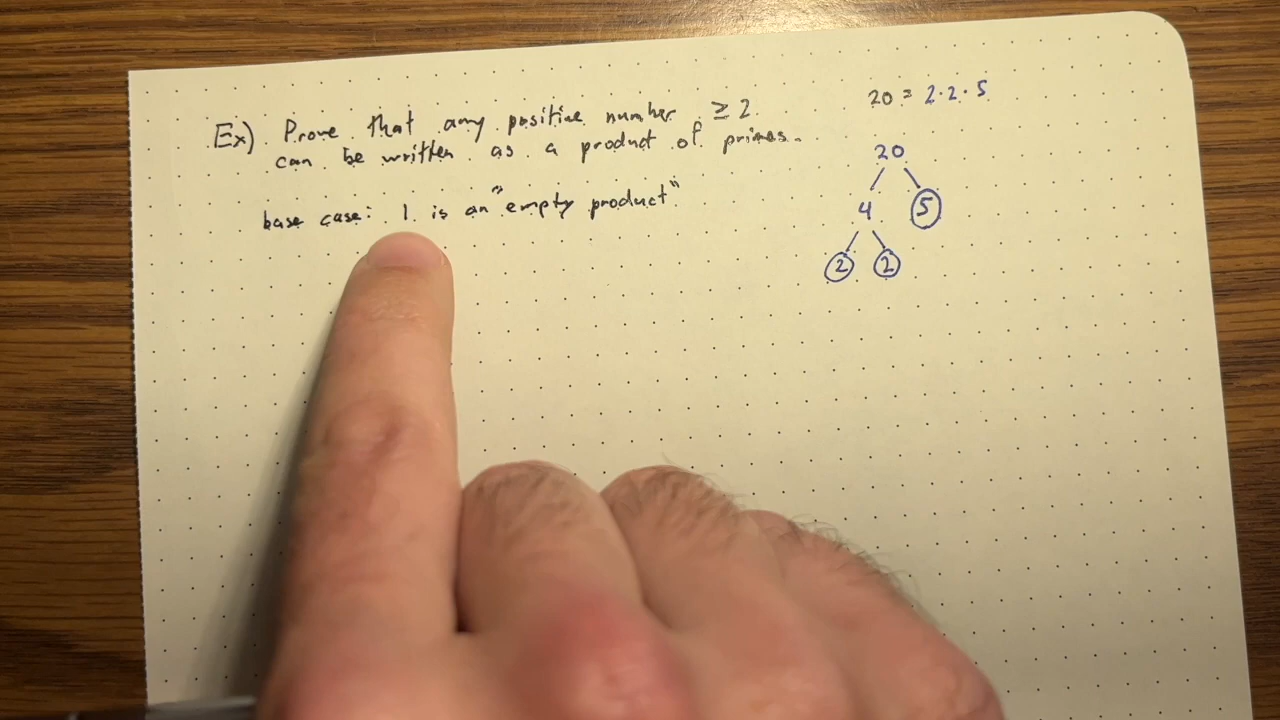 Ex) Prove that any positive number ≥ 2
can be written as a product of primes.
base case: 1 is an "empty product"
20 = 2·2·5
20
4 5
2 2